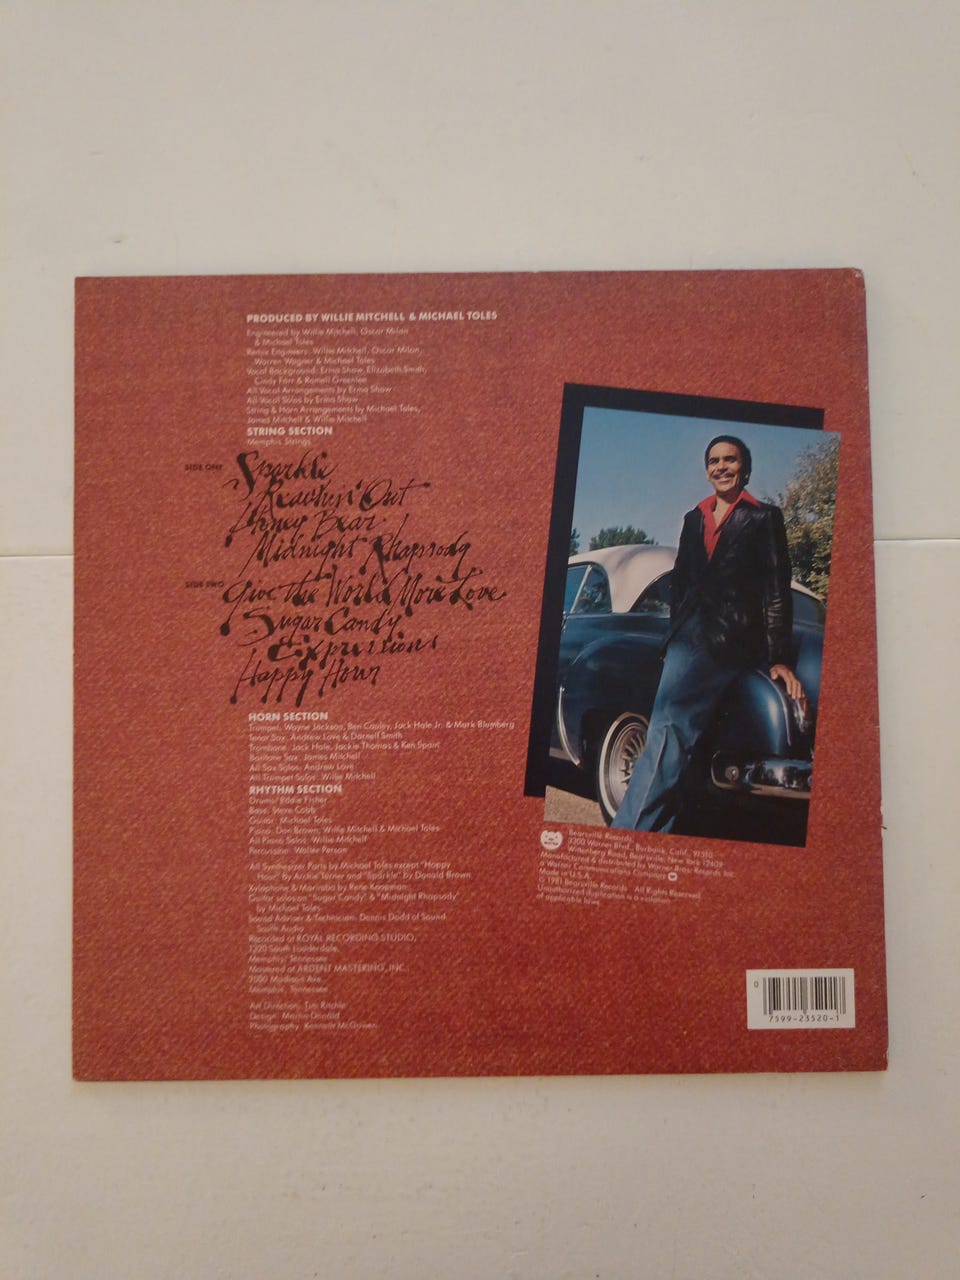 PRODUCED BY WILLIE MITCHELL & MICHAEL TOLES
Engineered by Willie Mitchell, Oscar Milan
& Michael Toles
Remix Engineers: Willie Mitchell, Oscar Milan,
Warren Wagner & Michael Toles
Vocal Background: Erma Shaw, Elizabeth Smith,
Cindy Farr & Ramell Greenlee
All Vocal Arrangements by Erma Shaw
All Vocal Solos by Erma Shaw
String & Horn Arrangements by Michael Toles,
James Mitchell & Willie Mitchell
STRING SECTION
Memphis Strings
SIDE ONE
Sparkle
Reachin' Out
Honey Bear
Midnight Rhapsody
SIDE TWO
Give the World More Love
Sugar Candy
Expressions
Happy Hour
HORN SECTION
Trumpet: Wayne Jackson, Ben Cauley, Jack Hale Jr. & Mark Blumberg
Tenor Sax: Andrew Love & Darnell Smith
Trombone: Jack Hale, Jackie Thomas & Ken Spain
Baritone Sax: James Mitchell
All Sax Solos: Andrew Love
All Trumpet Solos: Willie Mitchell
RHYTHM SECTION
Drums: Eddie Fisher
Bass: Steve Cobb
Guitar: Michael Toles
Piano: Don Brown, Willie Mitchell & Michael Toles
All Piano Solos: Willie Mitchell
Percussion: Walter Person
All Synthesizer Parts by Michael Toles except "Happy
Hour" by Archie Turner and "Sparkle" by Donald Brown
Xylophone & Marimba by Rene Koopman
Guitar solos on "Sugar Candy" & "Midnight Rhapsody"
by Michael Toles
Sound Adviser & Technician: Dennis Dodd of Sound
South Audio
Recorded at ROYAL RECORDING STUDIO,
1320 South Lauderdale,
Memphis, Tennessee
Mastered at ARDENT MASTERING, INC.,
2000 Madison Ave.
Memphis, Tennessee
Art Direction: Tim Ritchie
Design: Martin Donald
Photography: Kenneth McGowan
Bearsville Records,
3300 Warner Blvd., Burbank, Calif. 91510
Wittenberg Road, Bearsville, New York 12409
Manufactured & distributed by Warner Bros. Records Inc.
a Warner Communications Company
Made in U.S.A.
© 1981 Bearsville Records All Rights Reserved
Unauthorized duplication is a violation
of applicable laws
0
7599-23520-1